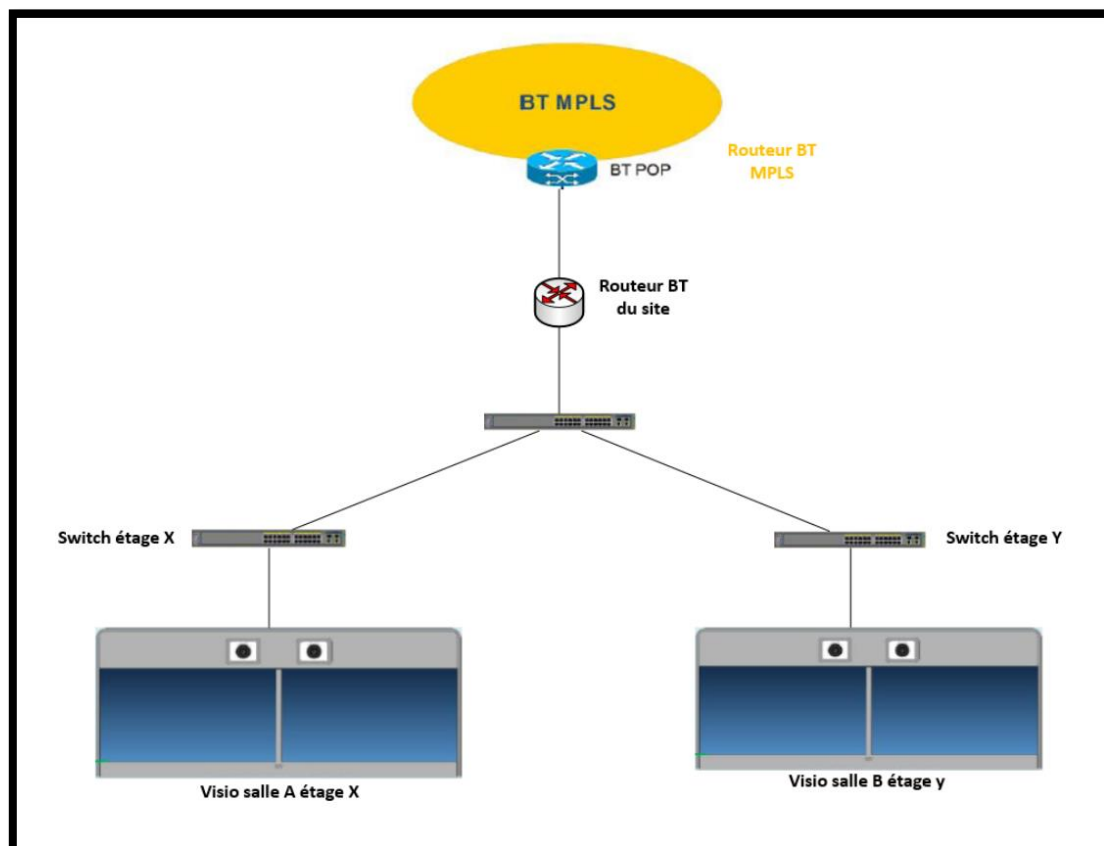 BT MPLS
BT POP
Routeur BT
MPLS
Routeur BT
du site
Switch étage X
Switch étage Y
Visio salle A étage X
Visio salle B étage y